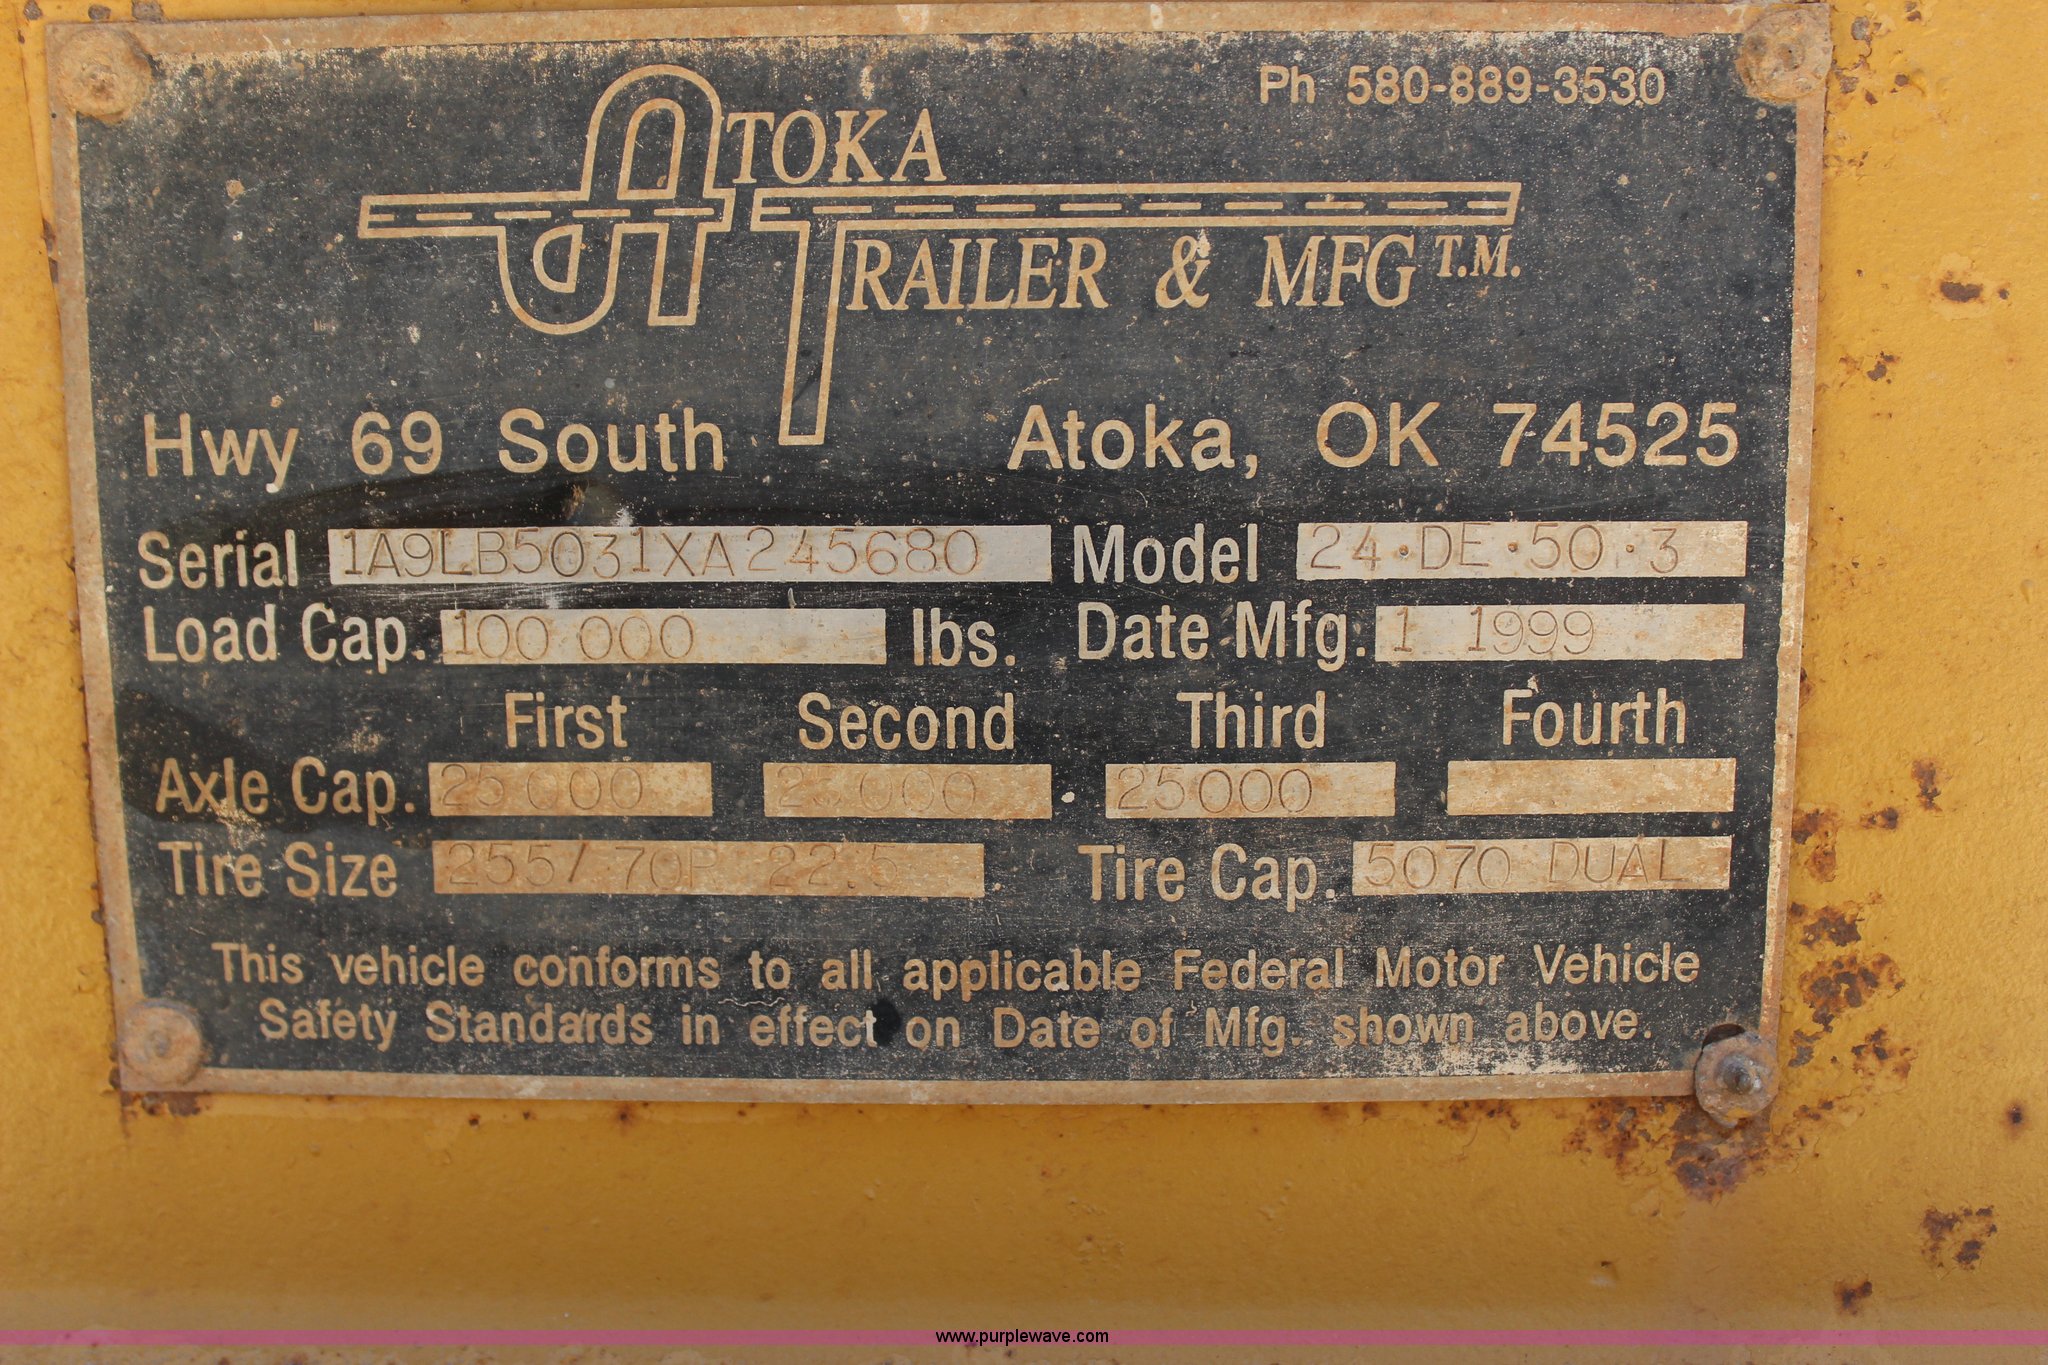 Ph 580-889-3530
ATOKA
TRAILER & MFG T.M.
Hwy 69 South Atoka, OK 74525
Serial 1A9LB5031XA245680 Model 24·DE·50·3
Load Cap. 100 000 lbs. Date Mfg. 1 1999
First Second Third Fourth
Axle Cap. 25 000 25000 25000
Tire Size 255/ 70R 22.5 Tire Cap. 5070 DUAL
This vehicle conforms to all applicable Federal Motor Vehicle
Safety Standards in effect on Date of Mfg. shown above.
www.purplewave.com